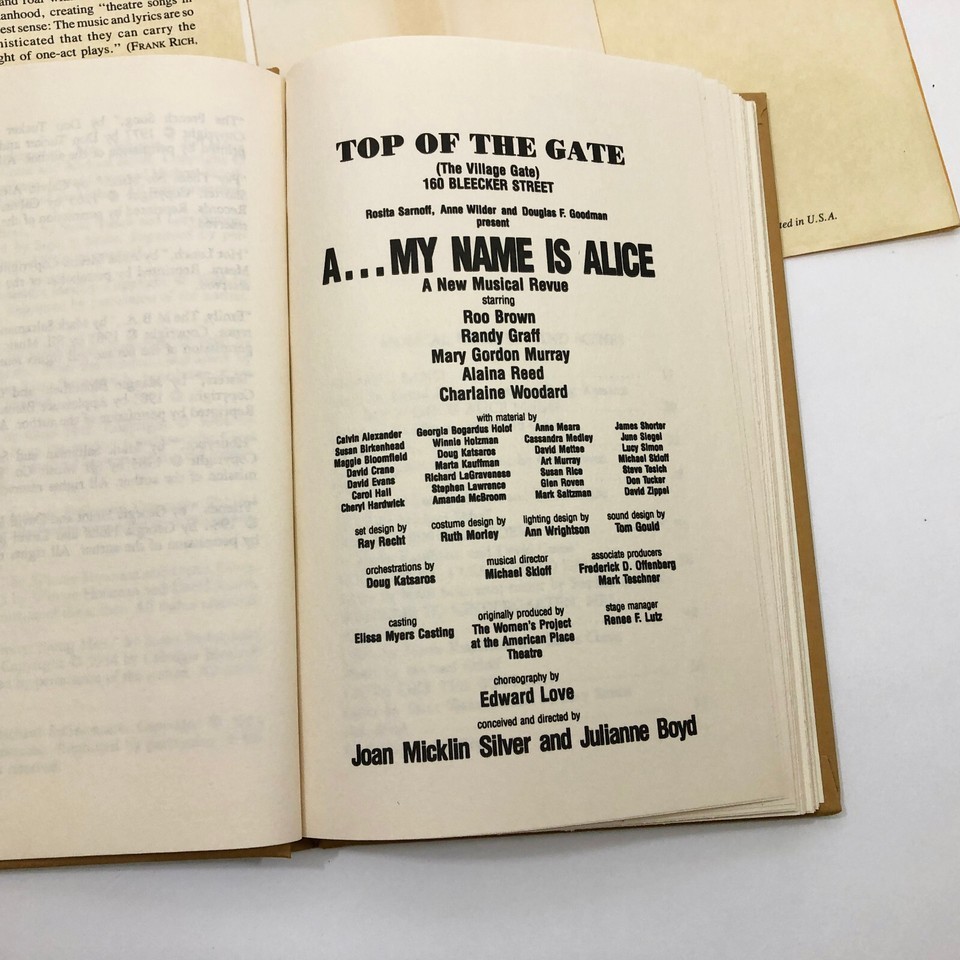 anhood, creating "theatre songs in
est sense: The music and lyrics are so
histicated that they can carry the
ght of one-act plays." (FRANK RICH,
ted in U.S.A.
TOP OF THE GATE
(The Village Gate)
160 BLEECKER STREET
Rosita Sarnoff, Anne Wilder and Douglas F. Goodman
present
A...MY NAME IS ALICE
A New Musical Revue
starring
Roo Brown
Randy Graff
Mary Gordon Murray
Alaina Reed
Charlaine Woodard
with material by
Calvin Alexander
Susan Birkenhead
Maggie Bloomfield
David Crane
David Evans
Carol Hall
Cheryl Hardwick
Georgia Bogardus Holof
Winnie Holzman
Doug Katsaros
Marta Kauffman
Richard LaGravenese
Stephen Lawrence
Amanda McBroom
Anne Meara
Cassandra Medley
David Mettee
Art Murray
Susan Rice
Glen Roven
Mark Saltzman
James Shorter
June Siegel
Lucy Simon
Michael Skloff
Steve Tesich
Don Tucker
David Zippel
set design by
Ray Recht
costume design by
Ruth Morley
lighting design by
Ann Wrightson
sound design by
Tom Gould
orchestrations by
Doug Katsaros
musical director
Michael Skloff
associate producers
Frederick D. Offenberg
Mark Teschner
casting
Elissa Myers Casting
originally produced by
The Women's Project
at the American Place
Theatre
stage manager
Renee F. Lutz
choreography by
Edward Love
conceived and directed by
Joan Micklin Silver and Julianne Boyd